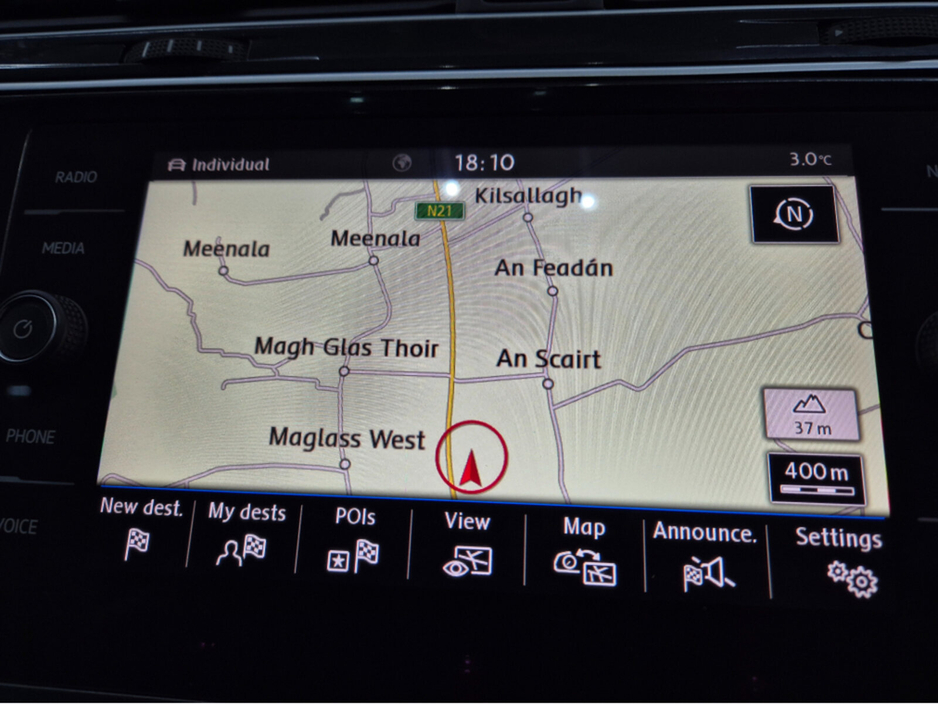 Individual 18:10 3.0°C
RADIO
MEDIA
PHONE
VOICE
N
N21
Kilsallagh
N
Meenala
Meenala
An Feadán
Magh Glas Thoir
An Scairt
C
Maglass West
37 m
400 m
New dest.
My dests
POIs
View
Map
Announce.
Settings